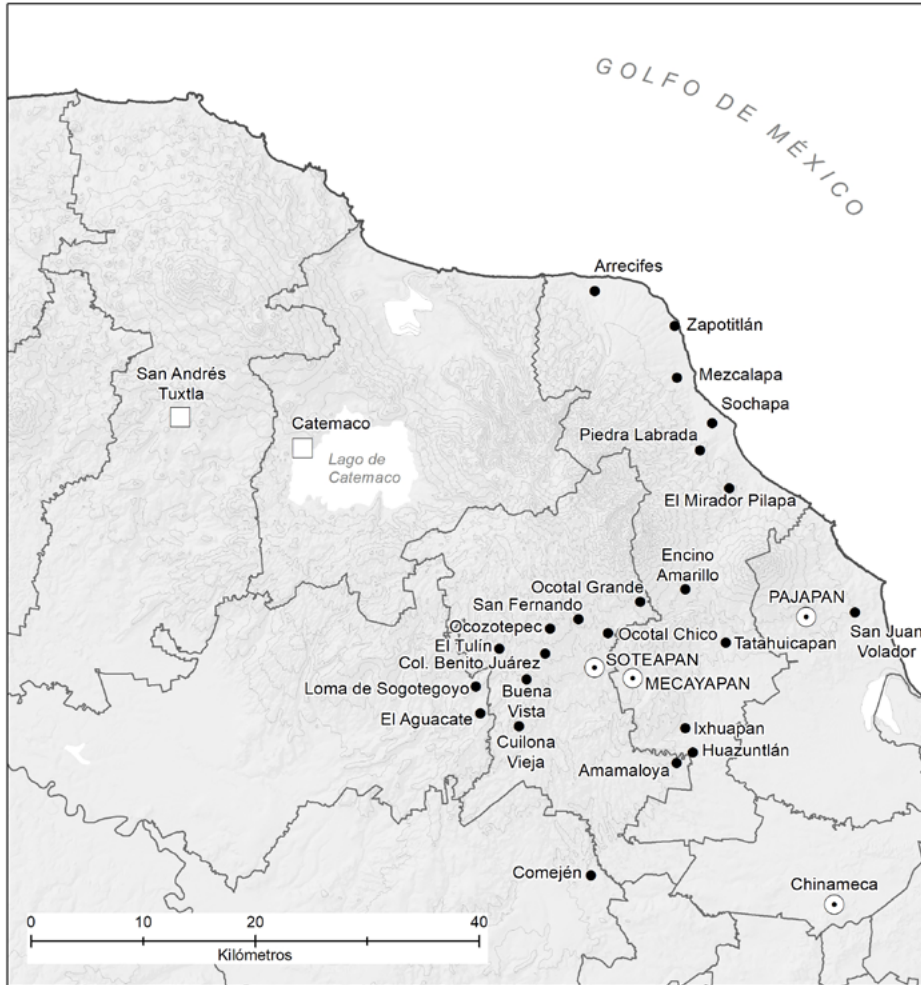 GOLFO DE MÉXICO
Arrecifes
Zapotitlán
Mezcalapa
San Andrés
Tuxtla
Sochapa
Catemaco
Piedra Labrada
Lago de
Catemaco
El Mirador Pilapa
Encino
Amarillo
Ocotal Grande
PAJAPAN
San Fernando
Ocozotepec
Ocotal Chico
Tatahuicapan
San Juan
Volador
El Tulín
Col. Benito Juárez
SOTEAPAN
Loma de Sogotegoyo
MECAYAPAN
Buena
Vista
El Aguacate
Ixhuapan
Cuilona
Vieja
Huazuntlán
Amamaloya
Comején
Chinameca
0 10 20 40
Kilómetros